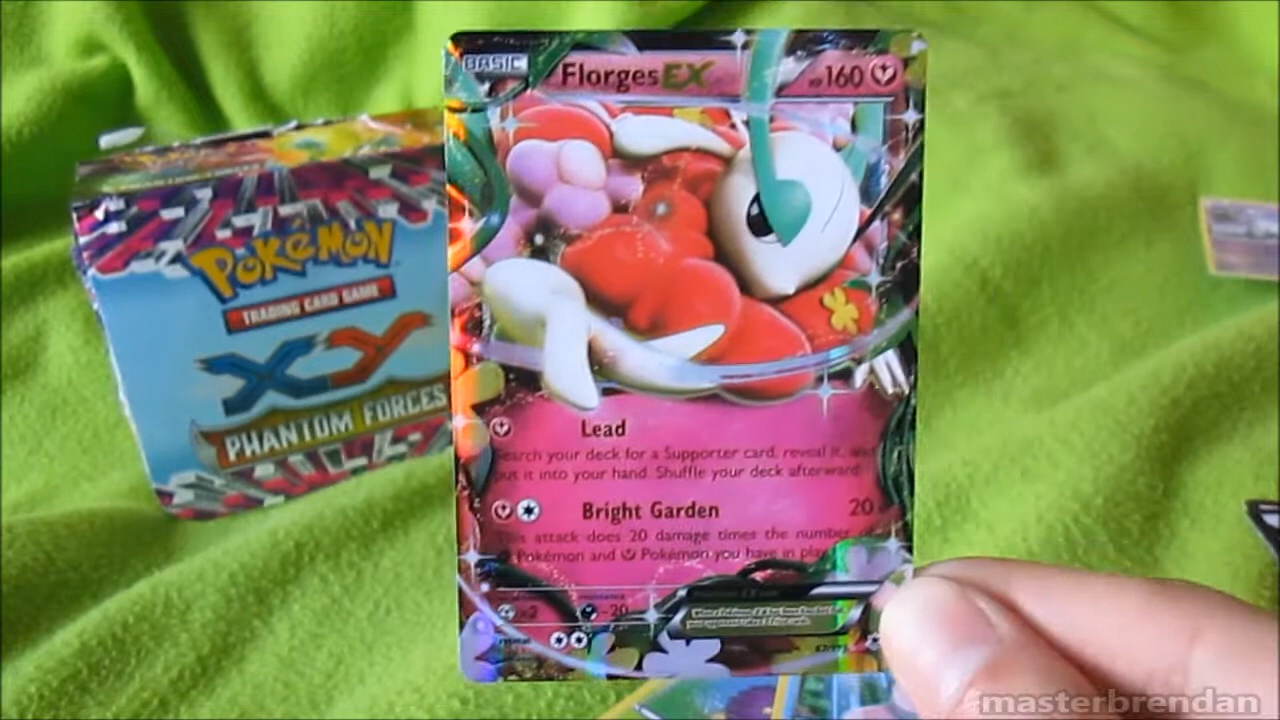 BASIC
Florges EX
HP 160
POKéMON
TRADING CARD GAME
XY
PHANTOM FORCES
Lead
Search your deck for a Supporter card, reveal it, and
put it into your hand. Shuffle your deck afterward.
Bright Garden 20
This attack does 20 damage times the number of
Pokémon and Pokémon you have in play.
×2
-20
masterbrendan